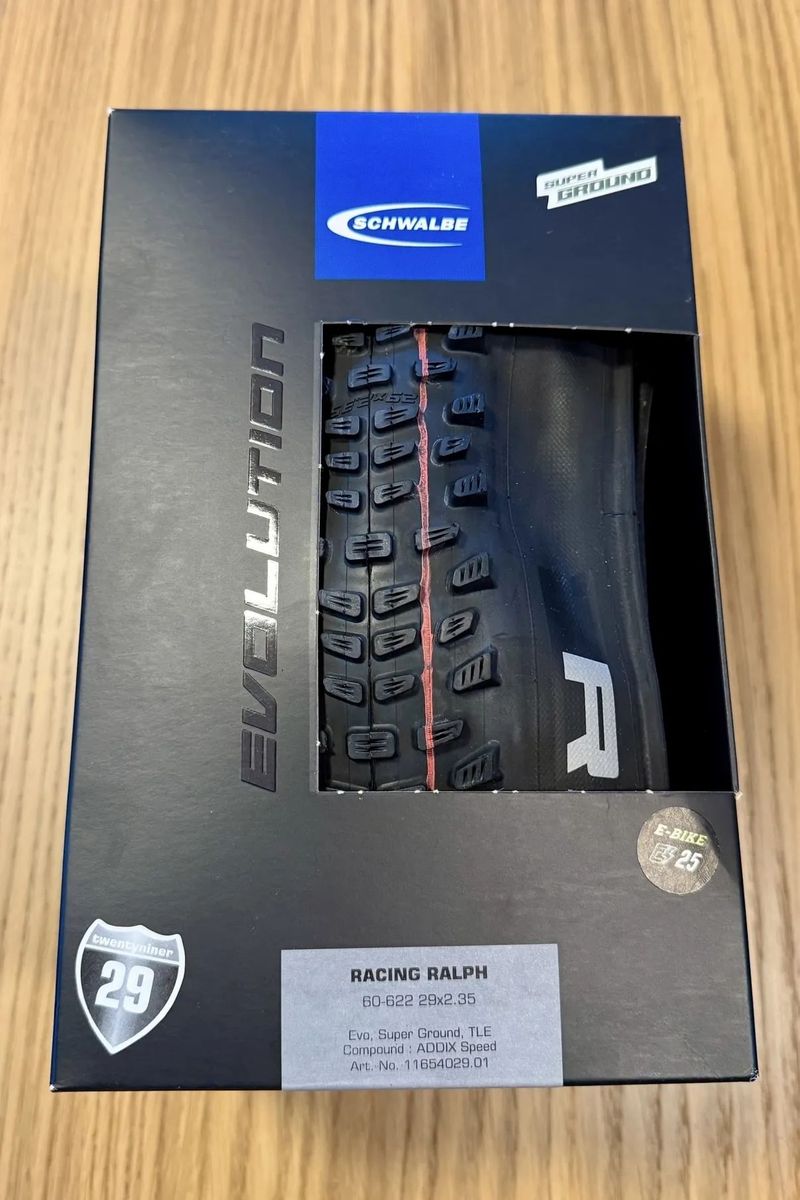 SCHWALBE
SUPER
GROUND
EVOLUTION
R
E-BIKE
25
twentyniner
29
RACING RALPH
60-622 29x2.35
Evo, Super Ground, TLE
Compound : ADDIX Speed
Art. No. 11654029.01